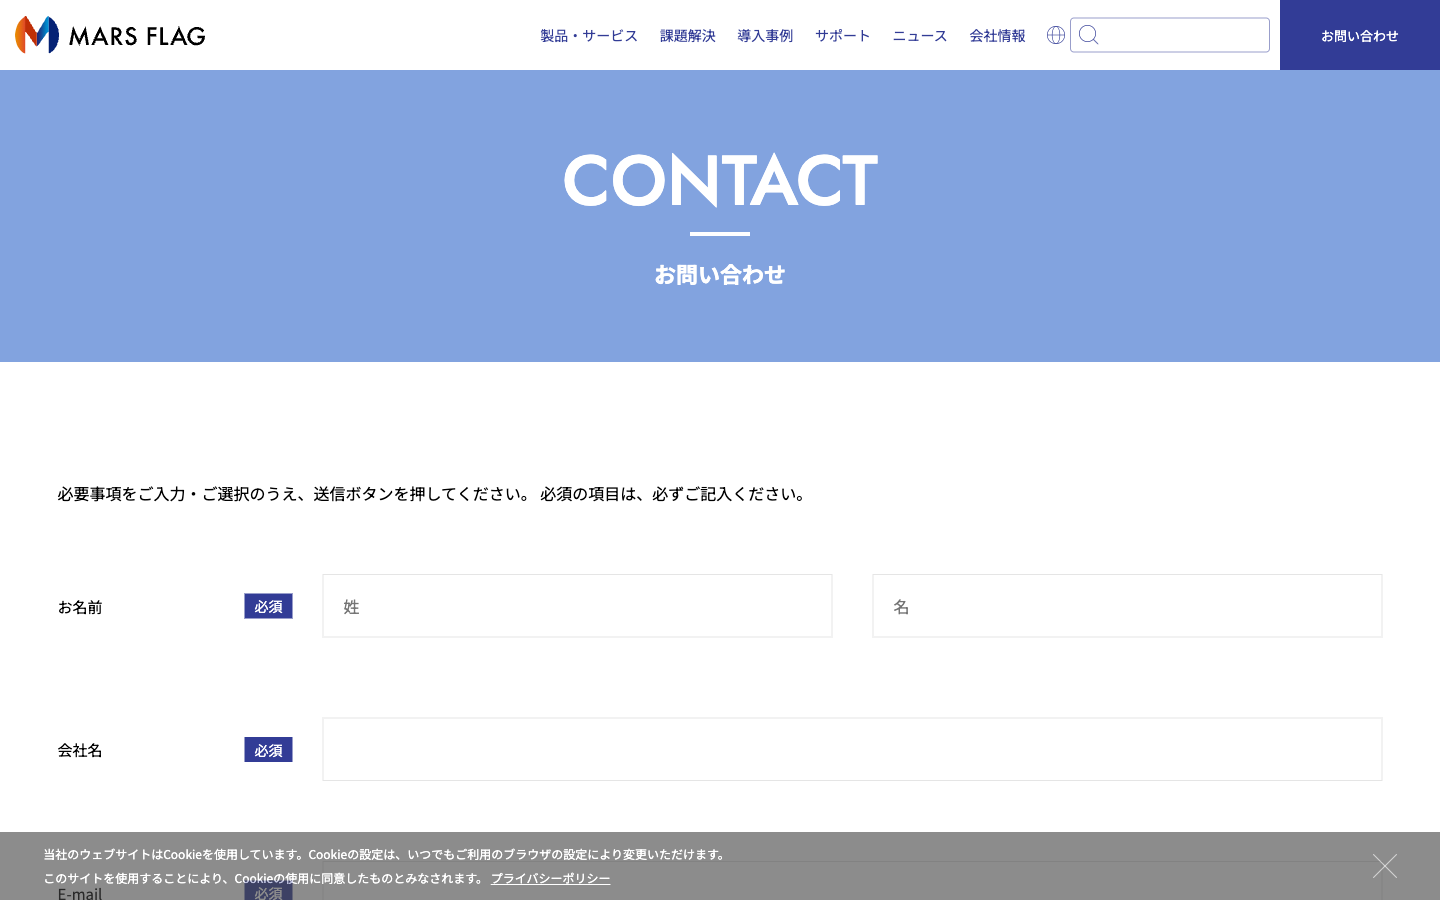 MARS FLAG
製品・サービス 課題解決 導入事例 サポート ニュース 会社情報 お問い合わせ
CONTACT
お問い合わせ
必要事項をご入力・ご選択のうえ、送信ボタンを押してください。 必須の項目は、必ずご記入ください。
お名前 必須 姓 名
会社名 必須
当社のウェブサイトはCookieを使用しています。Cookieの設定は、いつでもご利用のブラウザの設定により変更いただけます。
このサイトを使用することにより、Cookieの使用に同意したものとみなされます。 プライバシーポリシー
E-mail 必須